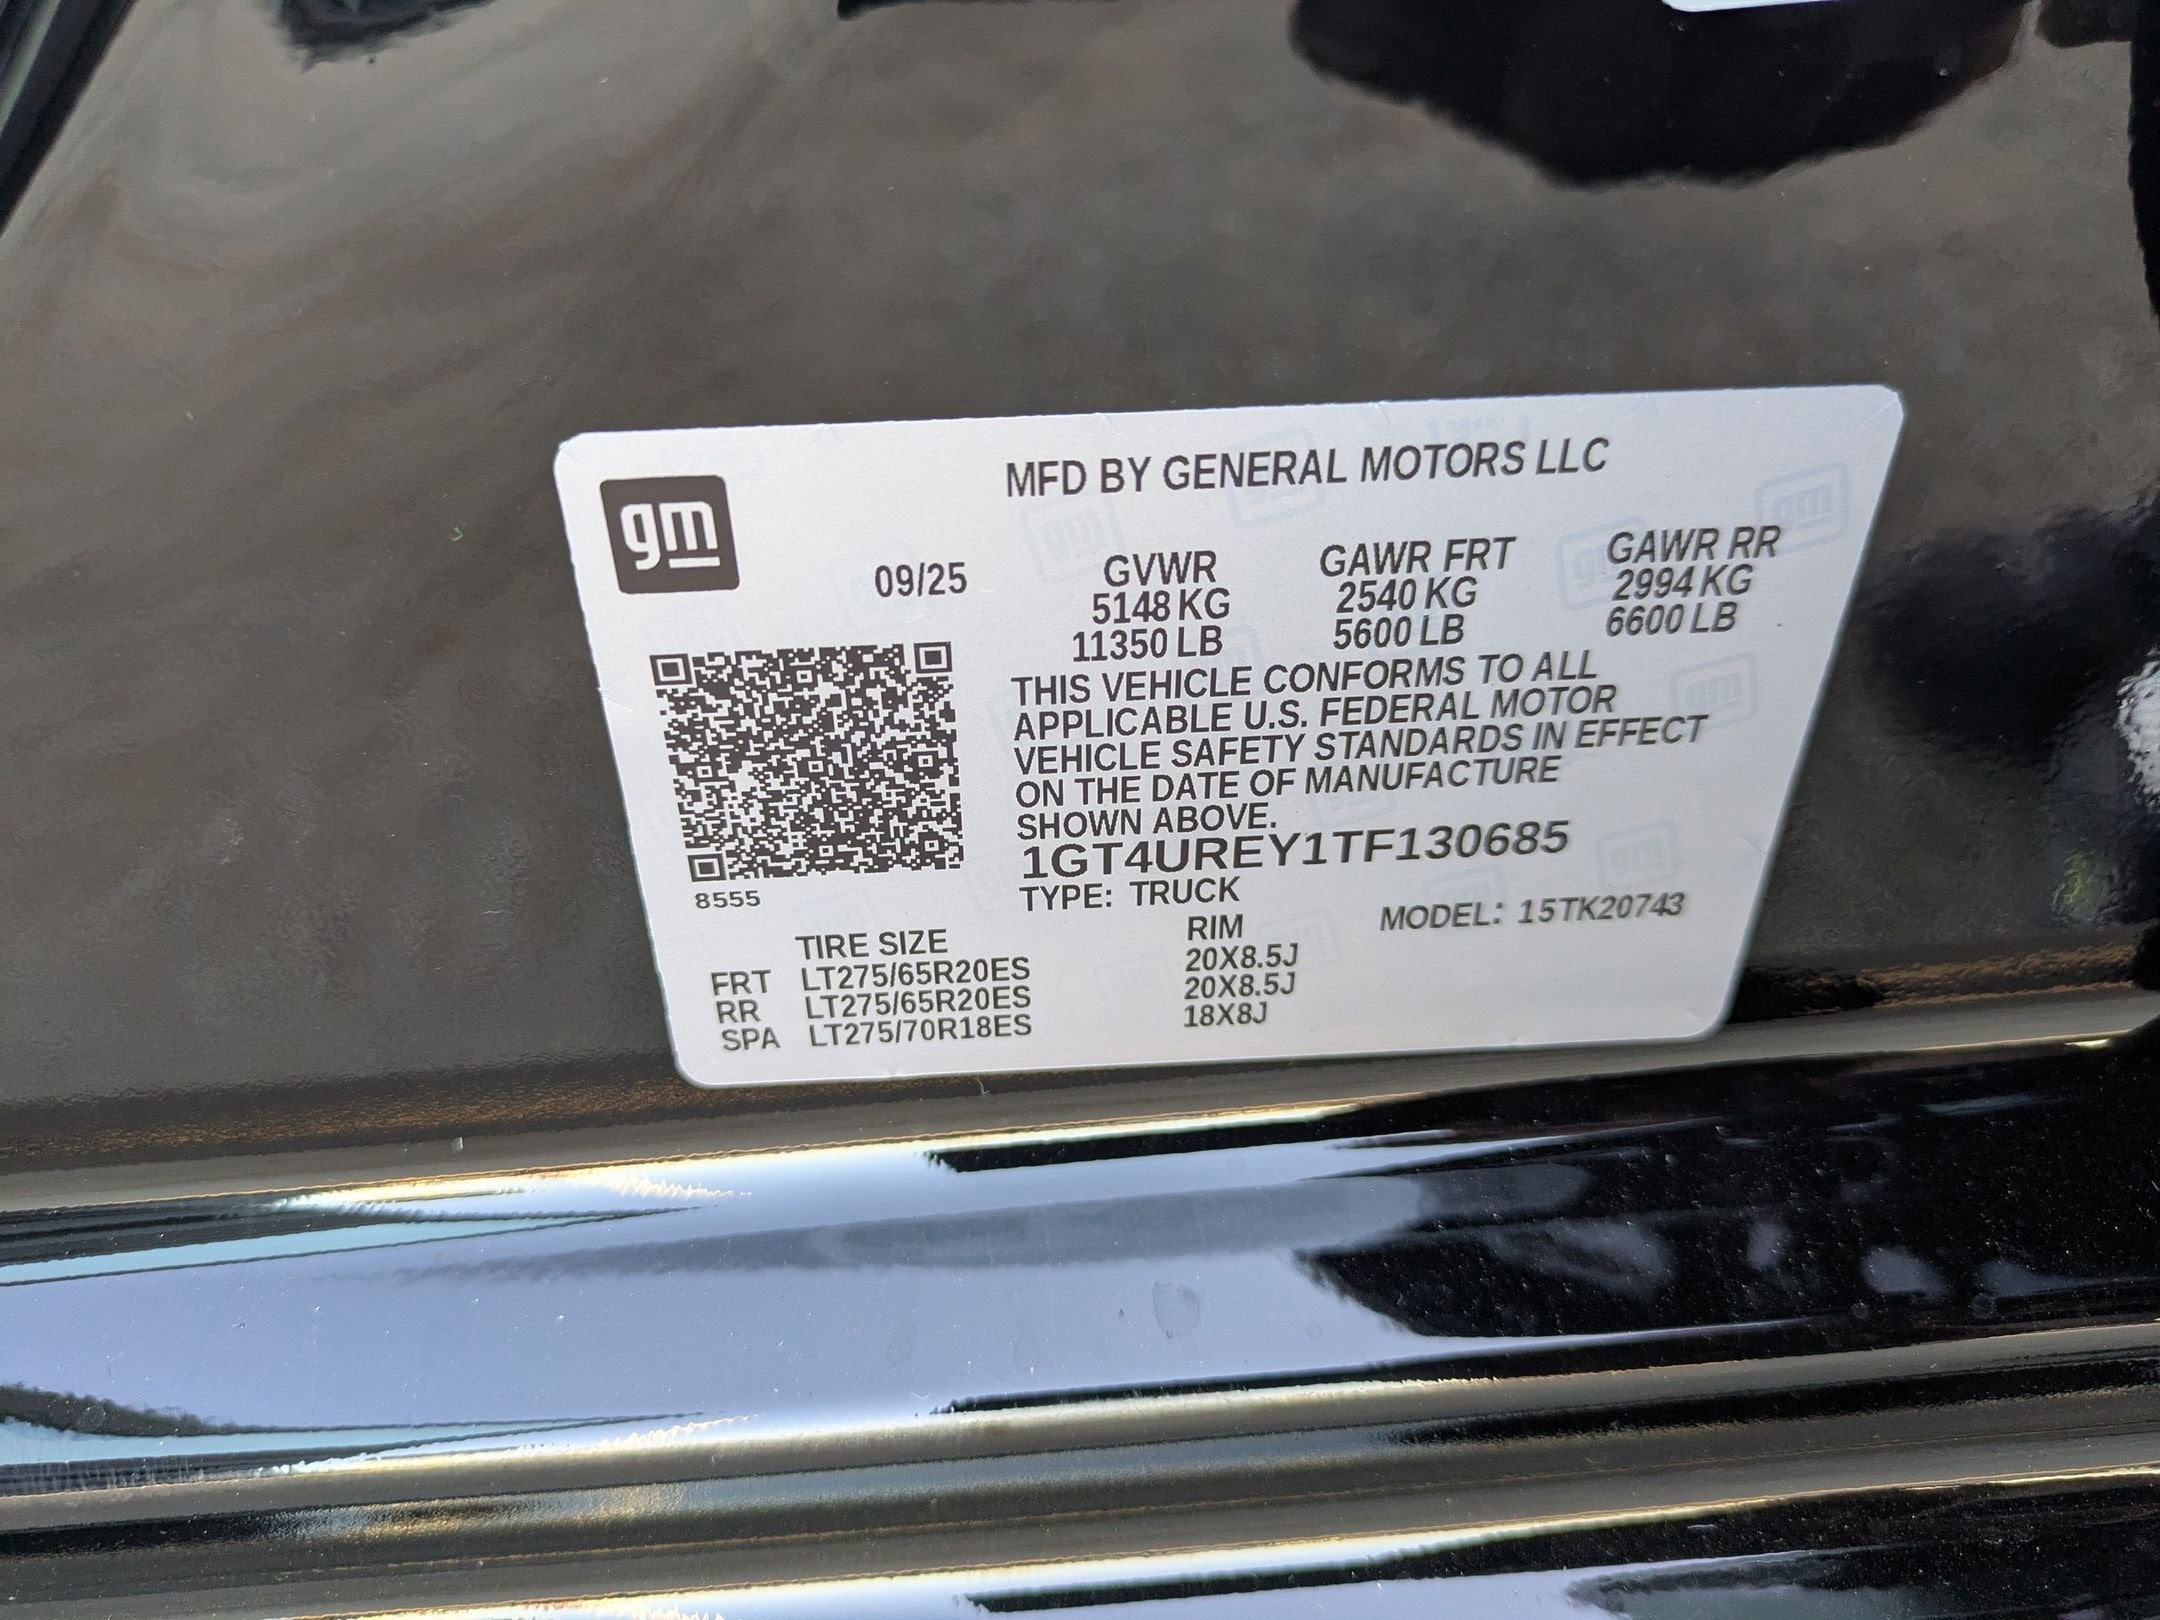 gm
MFD BY GENERAL MOTORS LLC
09/25
GVWR GAWR FRT GAWR RR
5148 KG 2540 KG 2994 KG
11350 LB 5600 LB 6600 LB
THIS VEHICLE CONFORMS TO ALL
APPLICABLE U.S. FEDERAL MOTOR
VEHICLE SAFETY STANDARDS IN EFFECT
ON THE DATE OF MANUFACTURE
SHOWN ABOVE.
1GT4UREY1TF130685
8555
TYPE: TRUCK
MODEL: 15TK20743
TIRE SIZE RIM
FRT LT275/65R20ES 20X8.5J
RR LT275/65R20ES 20X8.5J
SPA LT275/70R18ES 18X8J